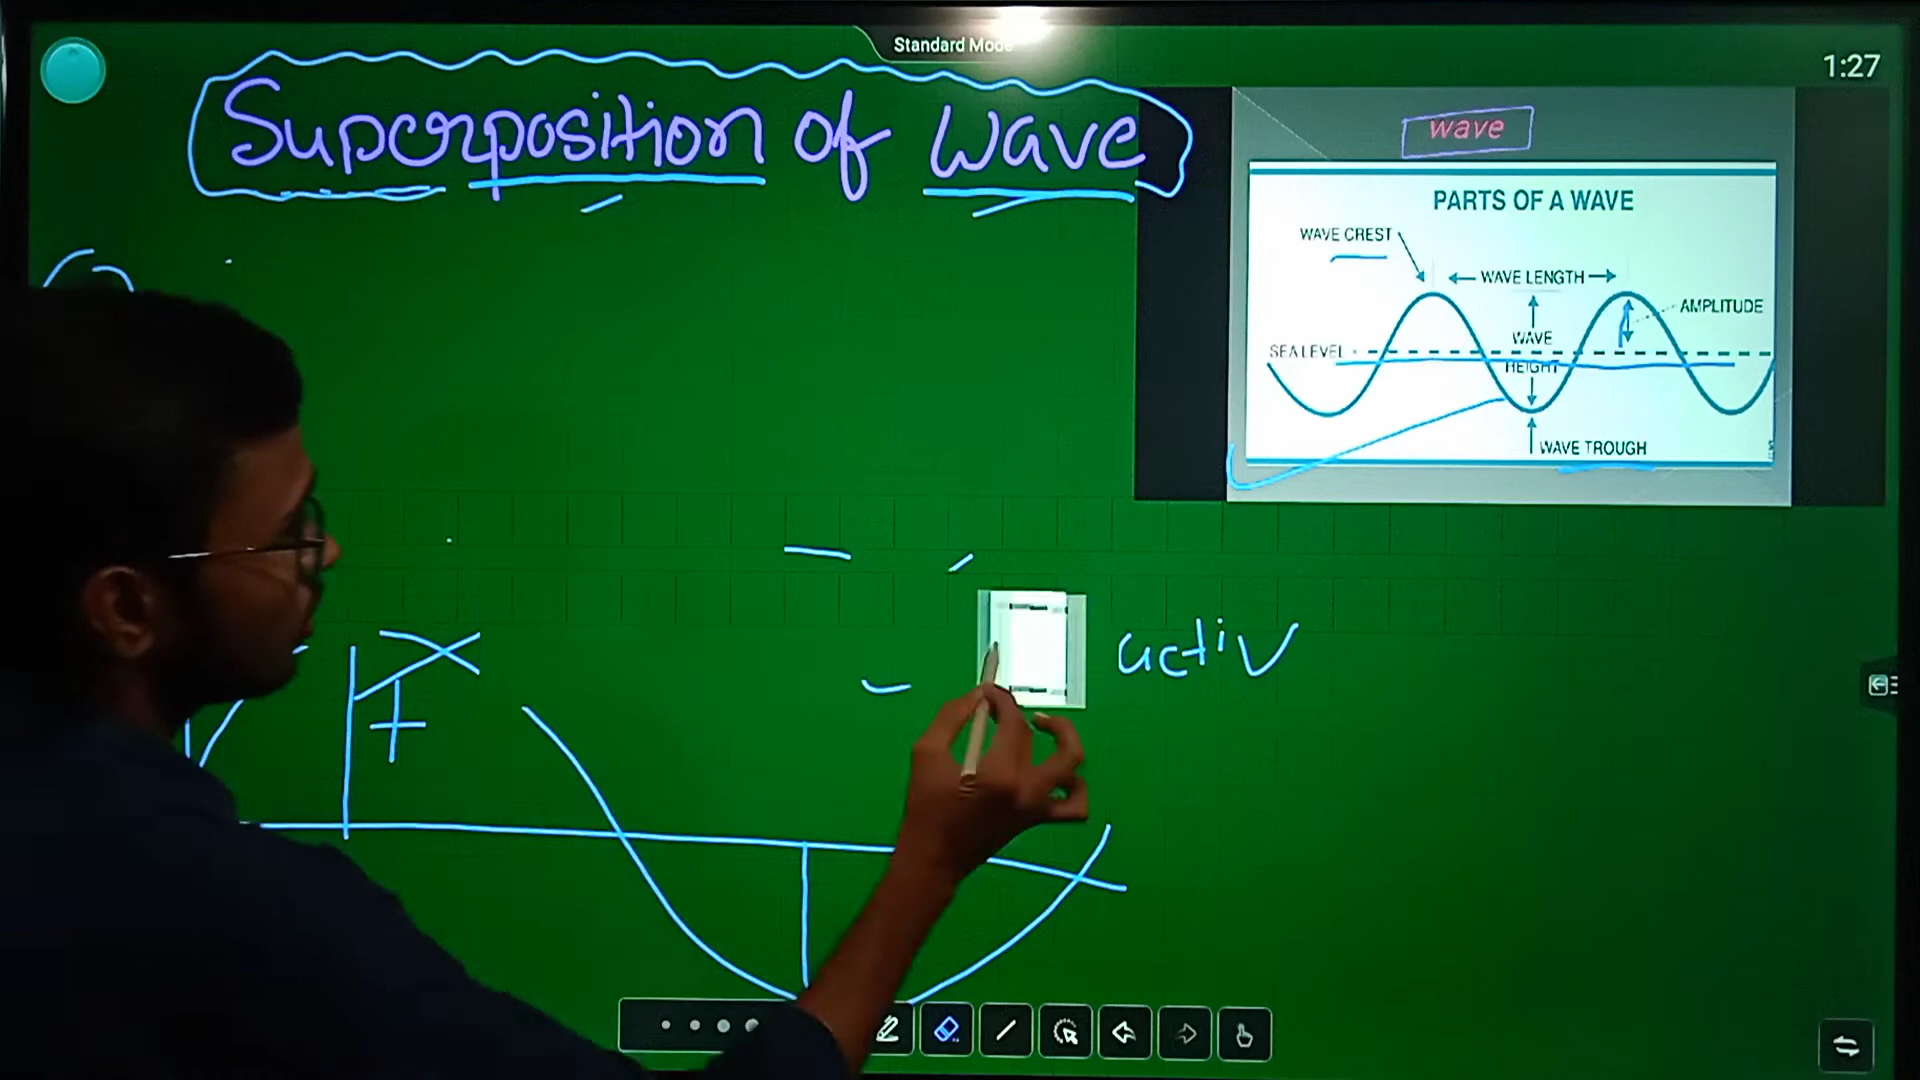 Standard Mode
1:27
Superposition of wave
wave
PARTS OF A WAVE
WAVE CREST
WAVE LENGTH
AMPLITUDE
WAVE
SEA LEVEL
HEIGHT
WAVE TROUGH
activ
+